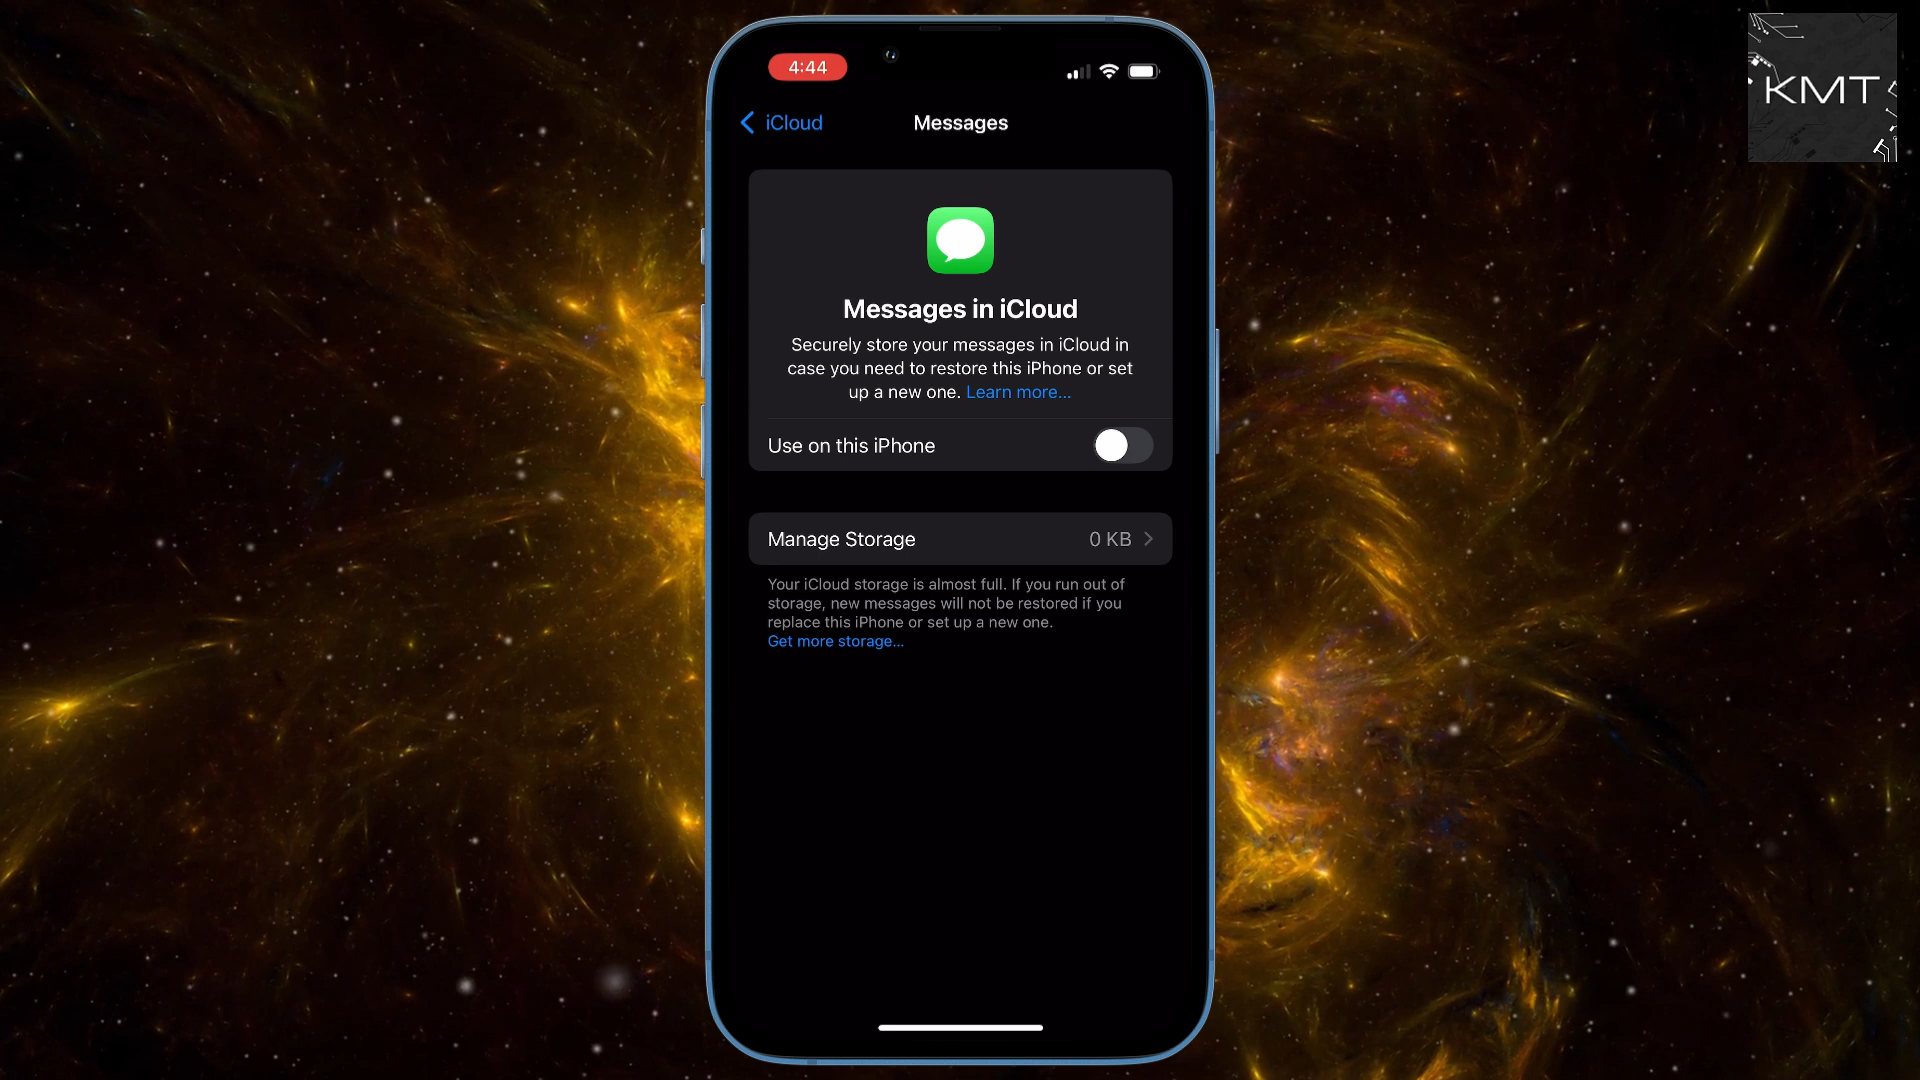 KMT
4:44
iCloud
Messages
Messages in iCloud
Securely store your messages in iCloud in
case you need to restore this iPhone or set
up a new one. Learn more...
Use on this iPhone
Manage Storage 0 KB
Your iCloud storage is almost full. If you run out of
storage, new messages will not be restored if you
replace this iPhone or set up a new one.
Get more storage...